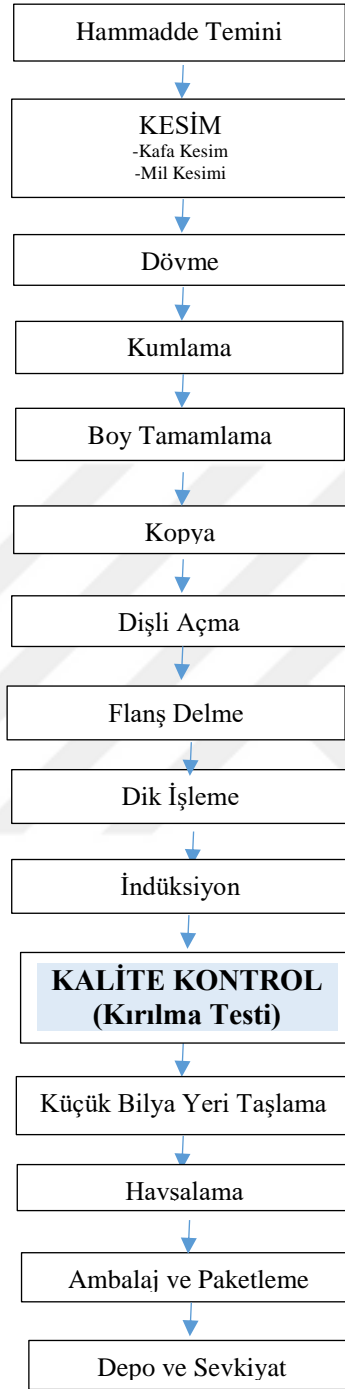 Hammadde Temini
KESİM
-Kafa Kesim
-Mil Kesimi
Dövme
Kumlama
Boy Tamamlama
Kopya
Dişli Açma
Flanş Delme
Dik İşleme
İndüksiyon
KALİTE KONTROL
(Kırılma Testi)
Küçük Bilya Yeri Taşlama
Havsalama
Ambalaj ve Paketleme
Depo ve Sevkiyat